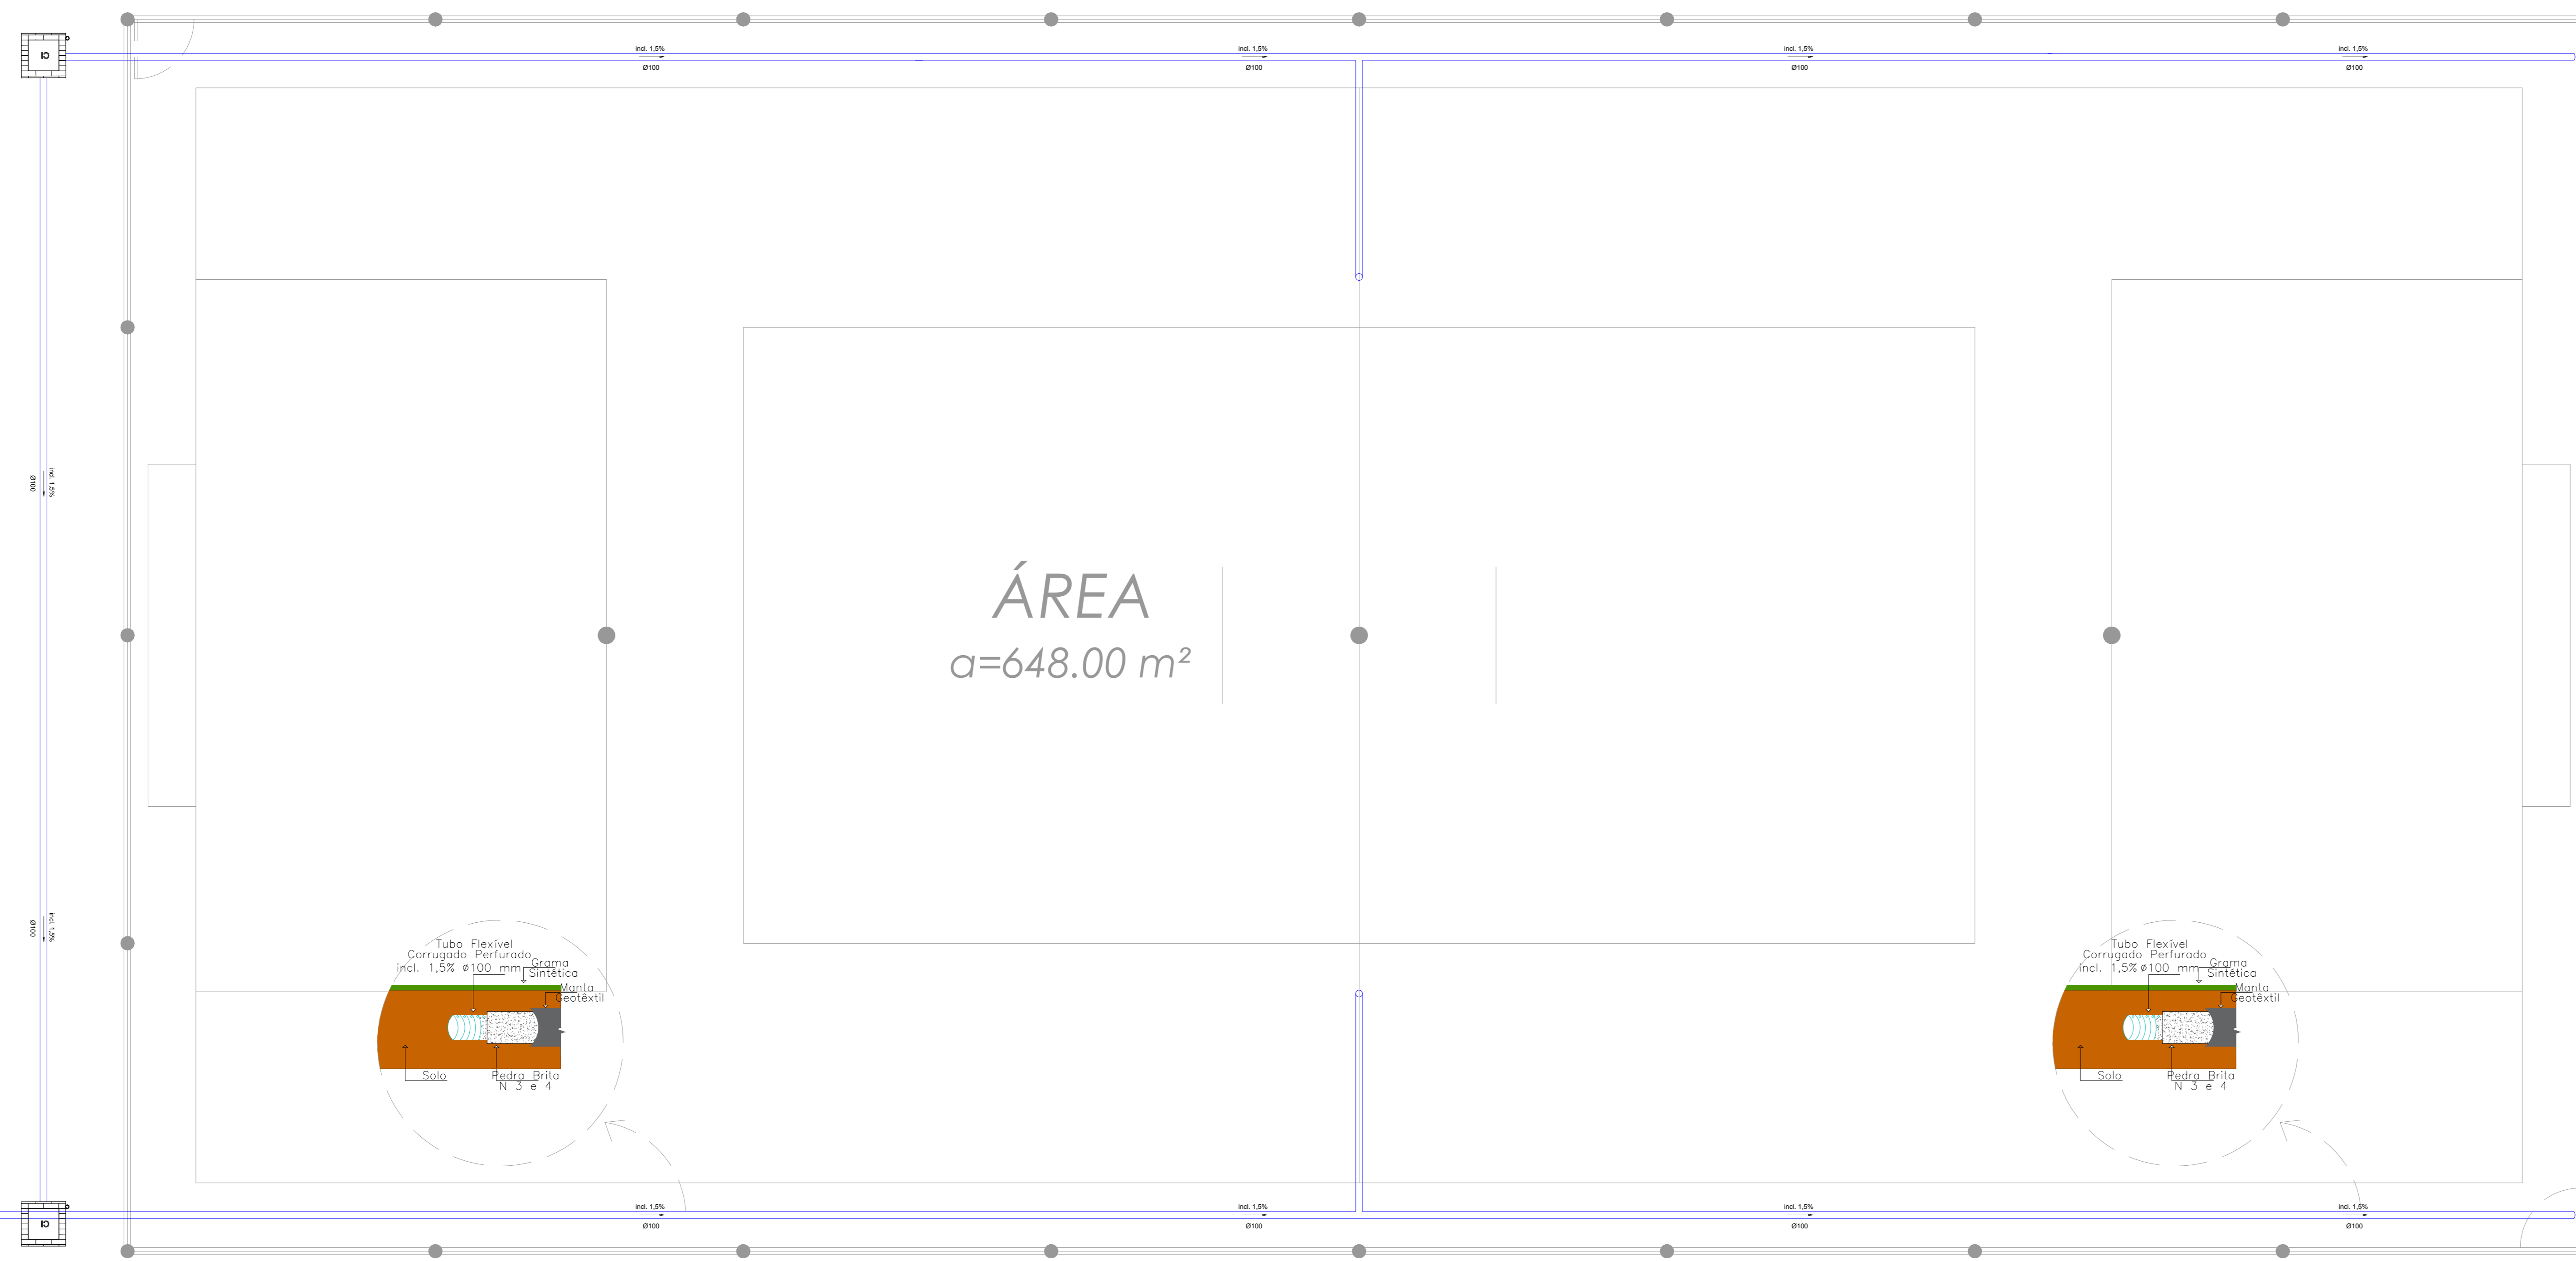 incl. 1,5%
Ø100
incl. 1,5%
Ø100
incl. 1,5%
Ø100
incl. 1,5%
Ø100
CI
incl. 1,5%
Ø100
ÁREA
a=648.00 m²
incl. 1,5%
Ø100
Tubo Flexível
Corrugado Perfurado
incl. 1,5% Ø100 mm
Grama
Sintética
Manta
Geotêxtil
Solo
Pedra Brita
N 3 e 4
Tubo Flexível
Corrugado Perfurado
incl. 1,5% Ø100 mm
Grama
Sintética
Manta
Geotêxtil
Solo
Pedra Brita
N 3 e 4
CI
incl. 1,5%
Ø100
incl. 1,5%
Ø100
incl. 1,5%
Ø100
incl. 1,5%
Ø100